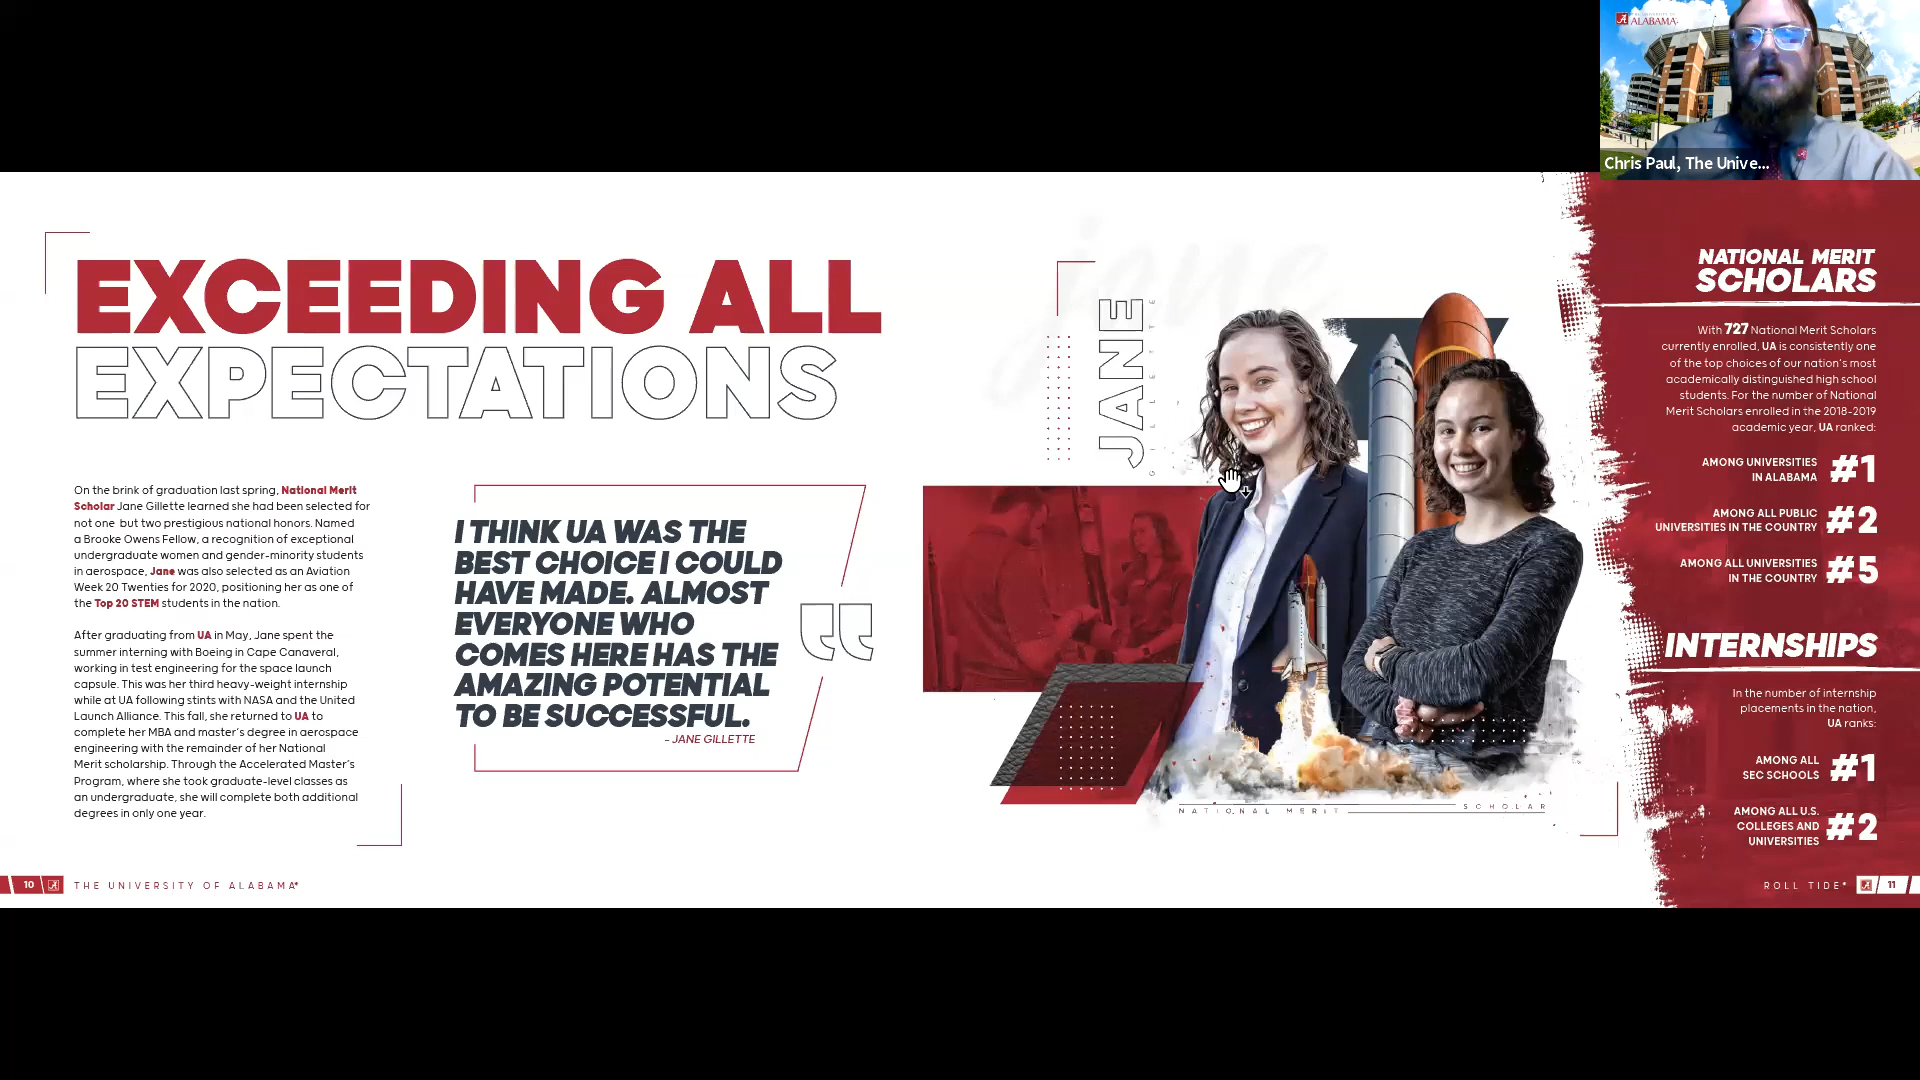 ALABAMA
Chris Paul, The Unive...
EXCEEDING ALL
EXPECTATIONS
On the brink of graduation last spring, National Merit
Scholar Jane Gillette learned she had been selected for
not one but two prestigious national honors. Named
a Brooke Owens Fellow, a recognition of exceptional
undergraduate women and gender-minority students
in aerospace, Jane was also selected as an Aviation
Week 20 Twenties for 2020, positioning her as one of
the Top 20 STEM students in the nation.
After graduating from UA in May, Jane spent the
summer interning with Boeing in Cape Canaveral,
working in test engineering for the space launch
capsule. This was her third heavy-weight internship
while at UA following stints with NASA and the United
Launch Alliance. This fall, she returned to UA to
complete her MBA and master's degree in aerospace
engineering with the remainder of her National
Merit scholarship. Through the Accelerated Master's
Program, where she took graduate-level classes as
an undergraduate, she will complete both additional
degrees in only one year.
I THINK UA WAS THE
BEST CHOICE I COULD
HAVE MADE. ALMOST
EVERYONE WHO
COMES HERE HAS THE
AMAZING POTENTIAL
TO BE SUCCESSFUL.
- JANE GILLETTE
jane
JANE
GILLETTE
NATIONAL MERIT
SCHOLAR
NATIONAL MERIT
SCHOLARS
With 727 National Merit Scholars
currently enrolled, UA is consistently one
of the top choices of our nation's most
academically distinguished high school
students. For the number of National
Merit Scholars enrolled in the 2018-2019
academic year, UA ranked:
AMONG UNIVERSITIES
IN ALABAMA #1
AMONG ALL PUBLIC
UNIVERSITIES IN THE COUNTRY #2
AMONG ALL UNIVERSITIES
IN THE COUNTRY #5
INTERNSHIPS
In the number of internship
placements in the nation,
UA ranks:
AMONG ALL
SEC SCHOOLS #1
AMONG ALL U.S.
COLLEGES AND
UNIVERSITIES #2
10 THE UNIVERSITY OF ALABAMA®
ROLL TIDE® 11